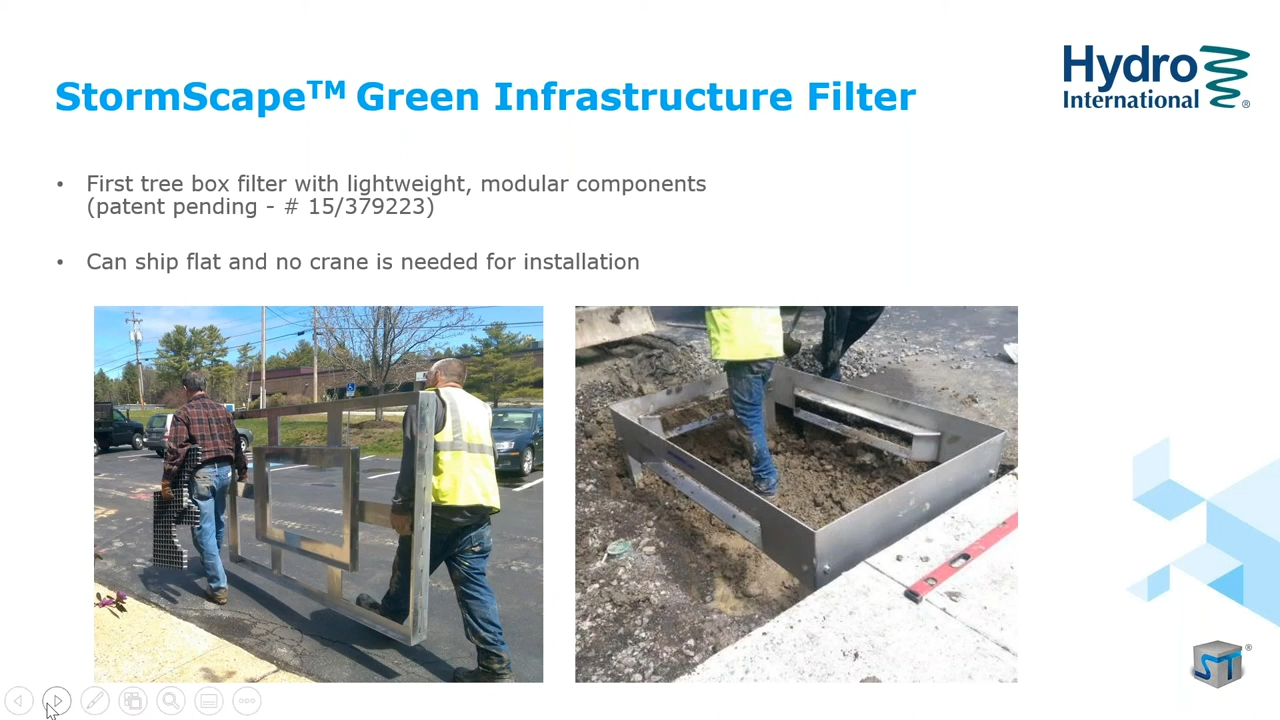 Hydro
International
®
StormScape™ Green Infrastructure Filter
• First tree box filter with lightweight, modular components
(patent pending - # 15/379223)
• Can ship flat and no crane is needed for installation
ST®